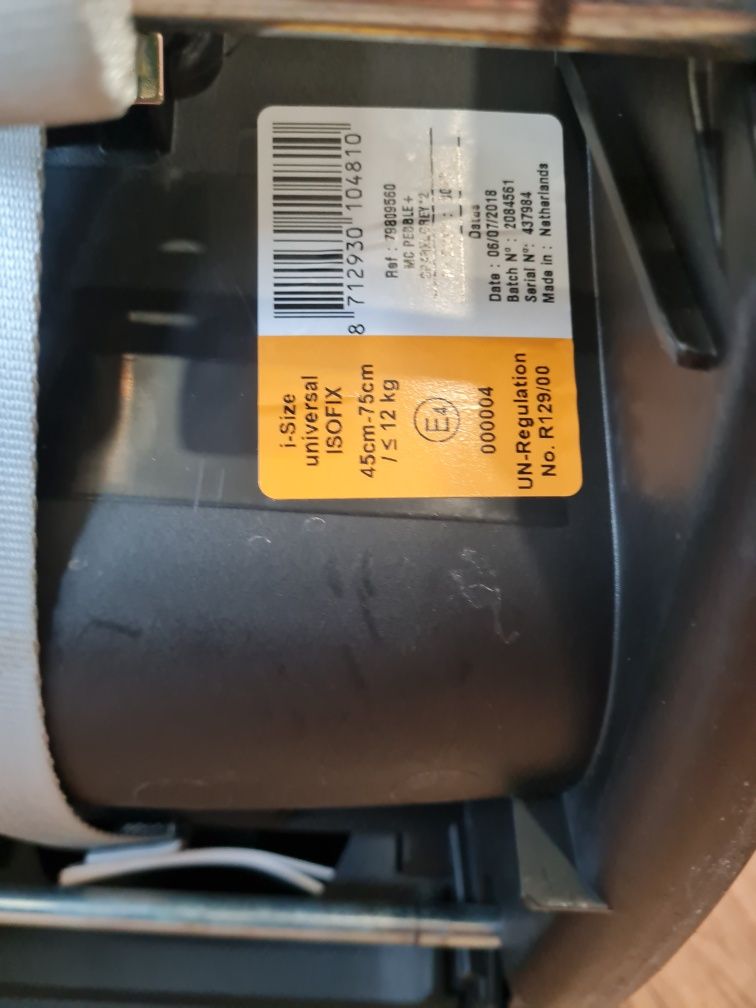 8 712930 104810
Ref : 79809560
MC PEBBLE+
Dates
Date : 06/07/2018
Batch N° : 2084561
Serial N°: 437984
Made in : Netherlands
i-Size
universal
ISOFIX
45cm-75cm
/ ≤ 12 kg
E4
000004
UN-Regulation
No. R129/00